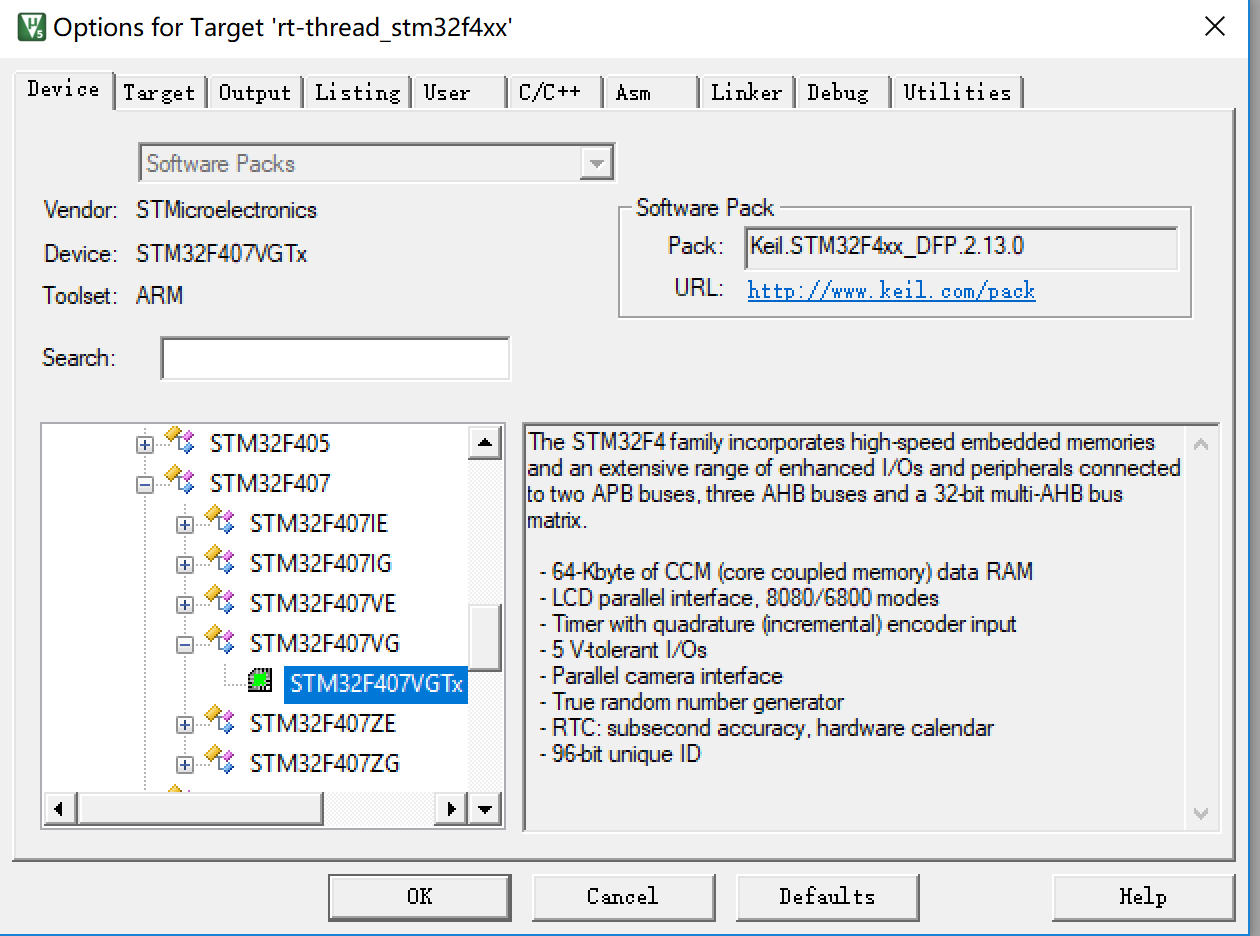 Options for Target 'rt-thread_stm32f4xx'
Device Target Output Listing User C/C++ Asm Linker Debug Utilities
Software Packs
Vendor: STMicroelectronics
Device: STM32F407VGTx
Toolset: ARM
Search:
Software Pack
Pack: Keil.STM32F4xx_DFP.2.13.0
URL: http://www.keil.com/pack
STM32F405
STM32F407
STM32F407IE
STM32F407IG
STM32F407VE
STM32F407VG
STM32F407VGTx
STM32F407ZE
STM32F407ZG
The STM32F4 family incorporates high-speed embedded memories
and an extensive range of enhanced I/Os and peripherals connected
to two APB buses, three AHB buses and a 32-bit multi-AHB bus
matrix.
- 64-Kbyte of CCM (core coupled memory) data RAM
- LCD parallel interface, 8080/6800 modes
- Timer with quadrature (incremental) encoder input
- 5 V-tolerant I/Os
- Parallel camera interface
- True random number generator
- RTC: subsecond accuracy, hardware calendar
- 96-bit unique ID
OK Cancel Defaults Help